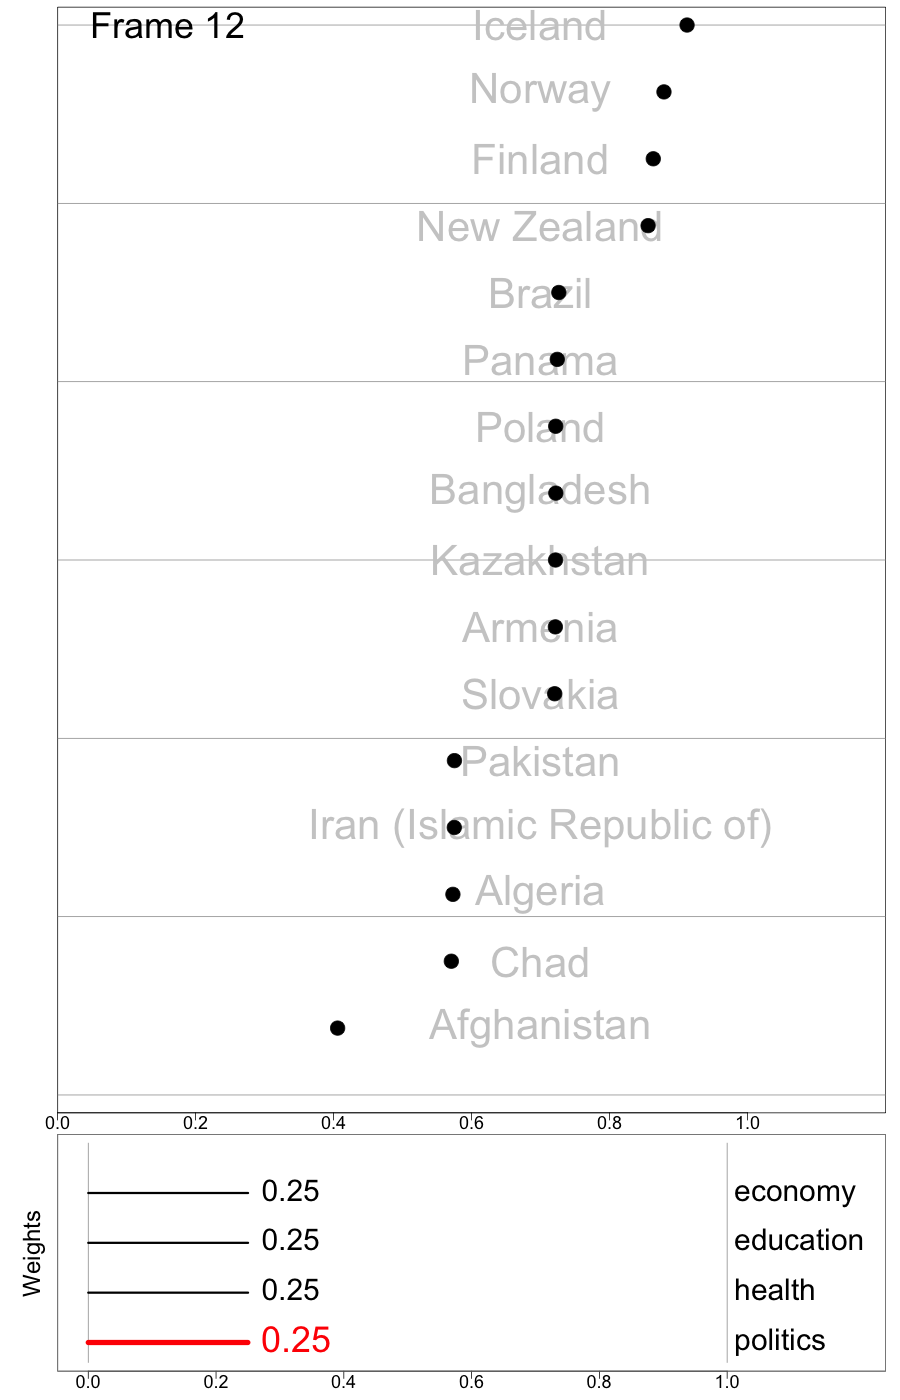 Frame 12
Iceland
Norway
Finland
New Zealand
Brazil
Panama
Poland
Bangladesh
Kazakhstan
Armenia
Slovakia
Pakistan
Iran (Islamic Republic of)
Algeria
Chad
Afghanistan
0.0 0.2 0.4 0.6 0.8 1.0
Weights
0.25 economy
0.25 education
0.25 health
0.25 politics
0.0 0.2 0.4 0.6 0.8 1.0